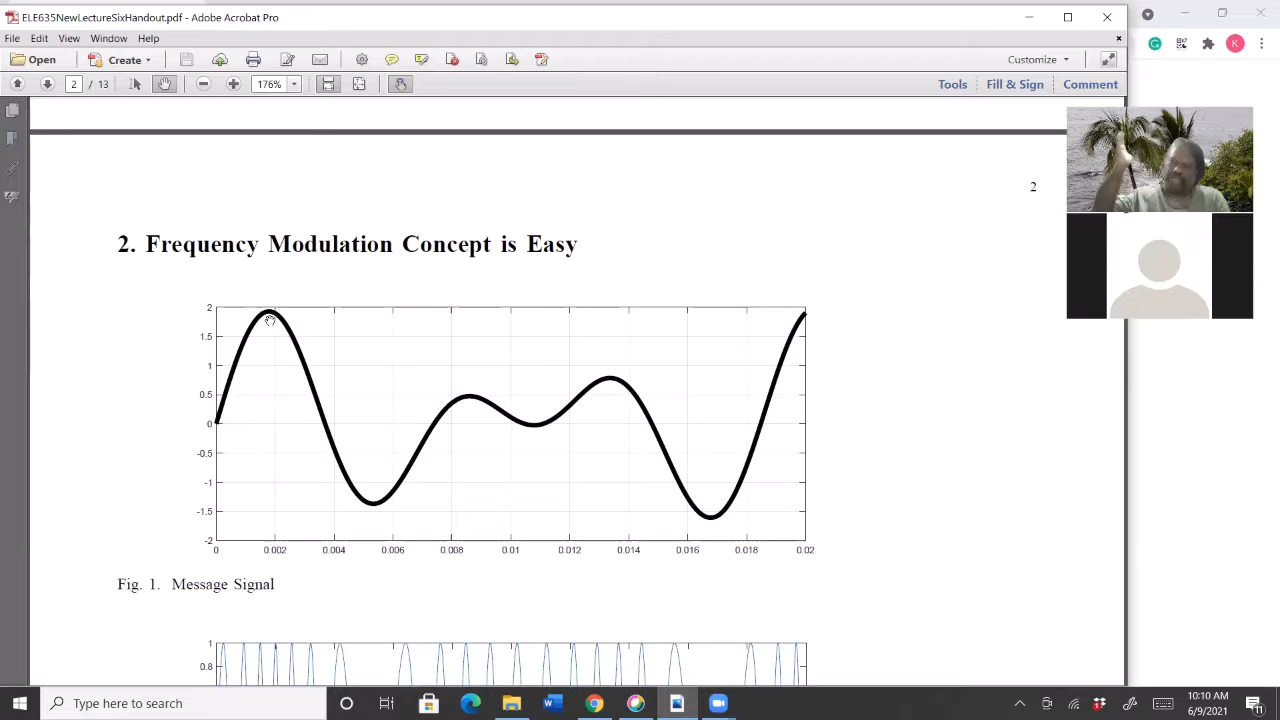 ELE635NewLectureSixHandout.pdf - Adobe Acrobat Pro
File Edit View Window Help
Open Create Customize
2 / 13 176% Tools Fill & Sign Comment
K
2
2. Frequency Modulation Concept is Easy
2
1.5
1
0.5
0
-0.5
-1
-1.5
-2
0 0.002 0.004 0.006 0.008 0.01 0.012 0.014 0.016 0.018 0.02
Fig. 1. Message Signal
1
0.8
Type here to search
10:10 AM
6/9/2021
11